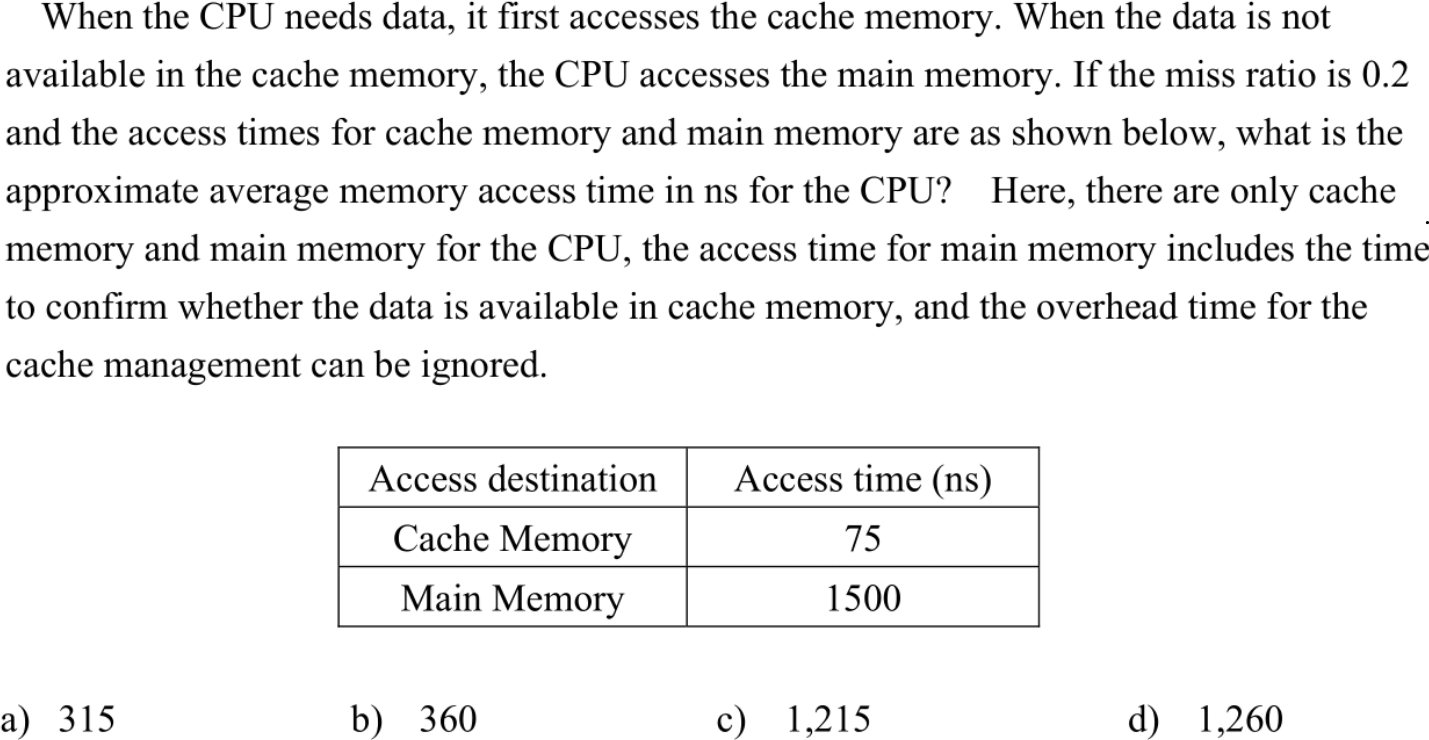 When the CPU needs data, it first accesses the cache memory. When the data is not
available in the cache memory, the CPU accesses the main memory. If the miss ratio is 0.2
and the access times for cache memory and main memory are as shown below, what is the
approximate average memory access time in ns for the CPU? Here, there are only cache
memory and main memory for the CPU, the access time for main memory includes the time
to confirm whether the data is available in cache memory, and the overhead time for the
cache management can be ignored.
Access destination Access time (ns)
Cache Memory 75
Main Memory 1500
a) 315 b) 360 c) 1,215 d) 1,260